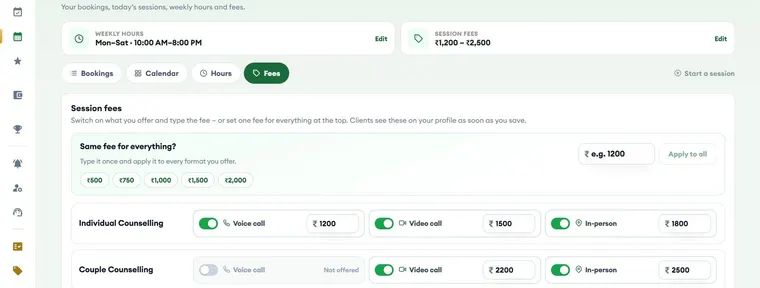 Your bookings, today's sessions, weekly hours and fees.
WEEKLY HOURS
Mon–Sat · 10:00 AM–8:00 PM
Edit
SESSION FEES
₹1,200 – ₹2,500
Edit
Bookings
Calendar
Hours
Fees
Start a session
Session fees
Switch on what you offer and type the fee – or set one fee for everything at the top. Clients see these on your profile as soon as you save.
Same fee for everything?
Type it once and apply it to every format you offer.
₹ e.g. 1200
Apply to all
₹500
₹750
₹1,000
₹1,500
₹2,000
Individual Counselling
Voice call
₹ 1200
Video call
₹ 1500
In-person
₹ 1800
Couple Counselling
Voice call
Not offered
Video call
₹ 2200
In-person
₹ 2500